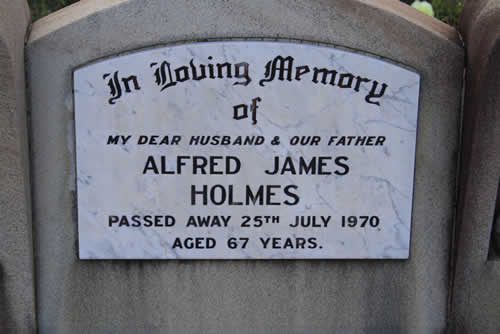 In Loving Memory
of
MY DEAR HUSBAND & OUR FATHER
ALFRED JAMES
HOLMES
PASSED AWAY 25TH JULY 1970
AGED 67 YEARS.